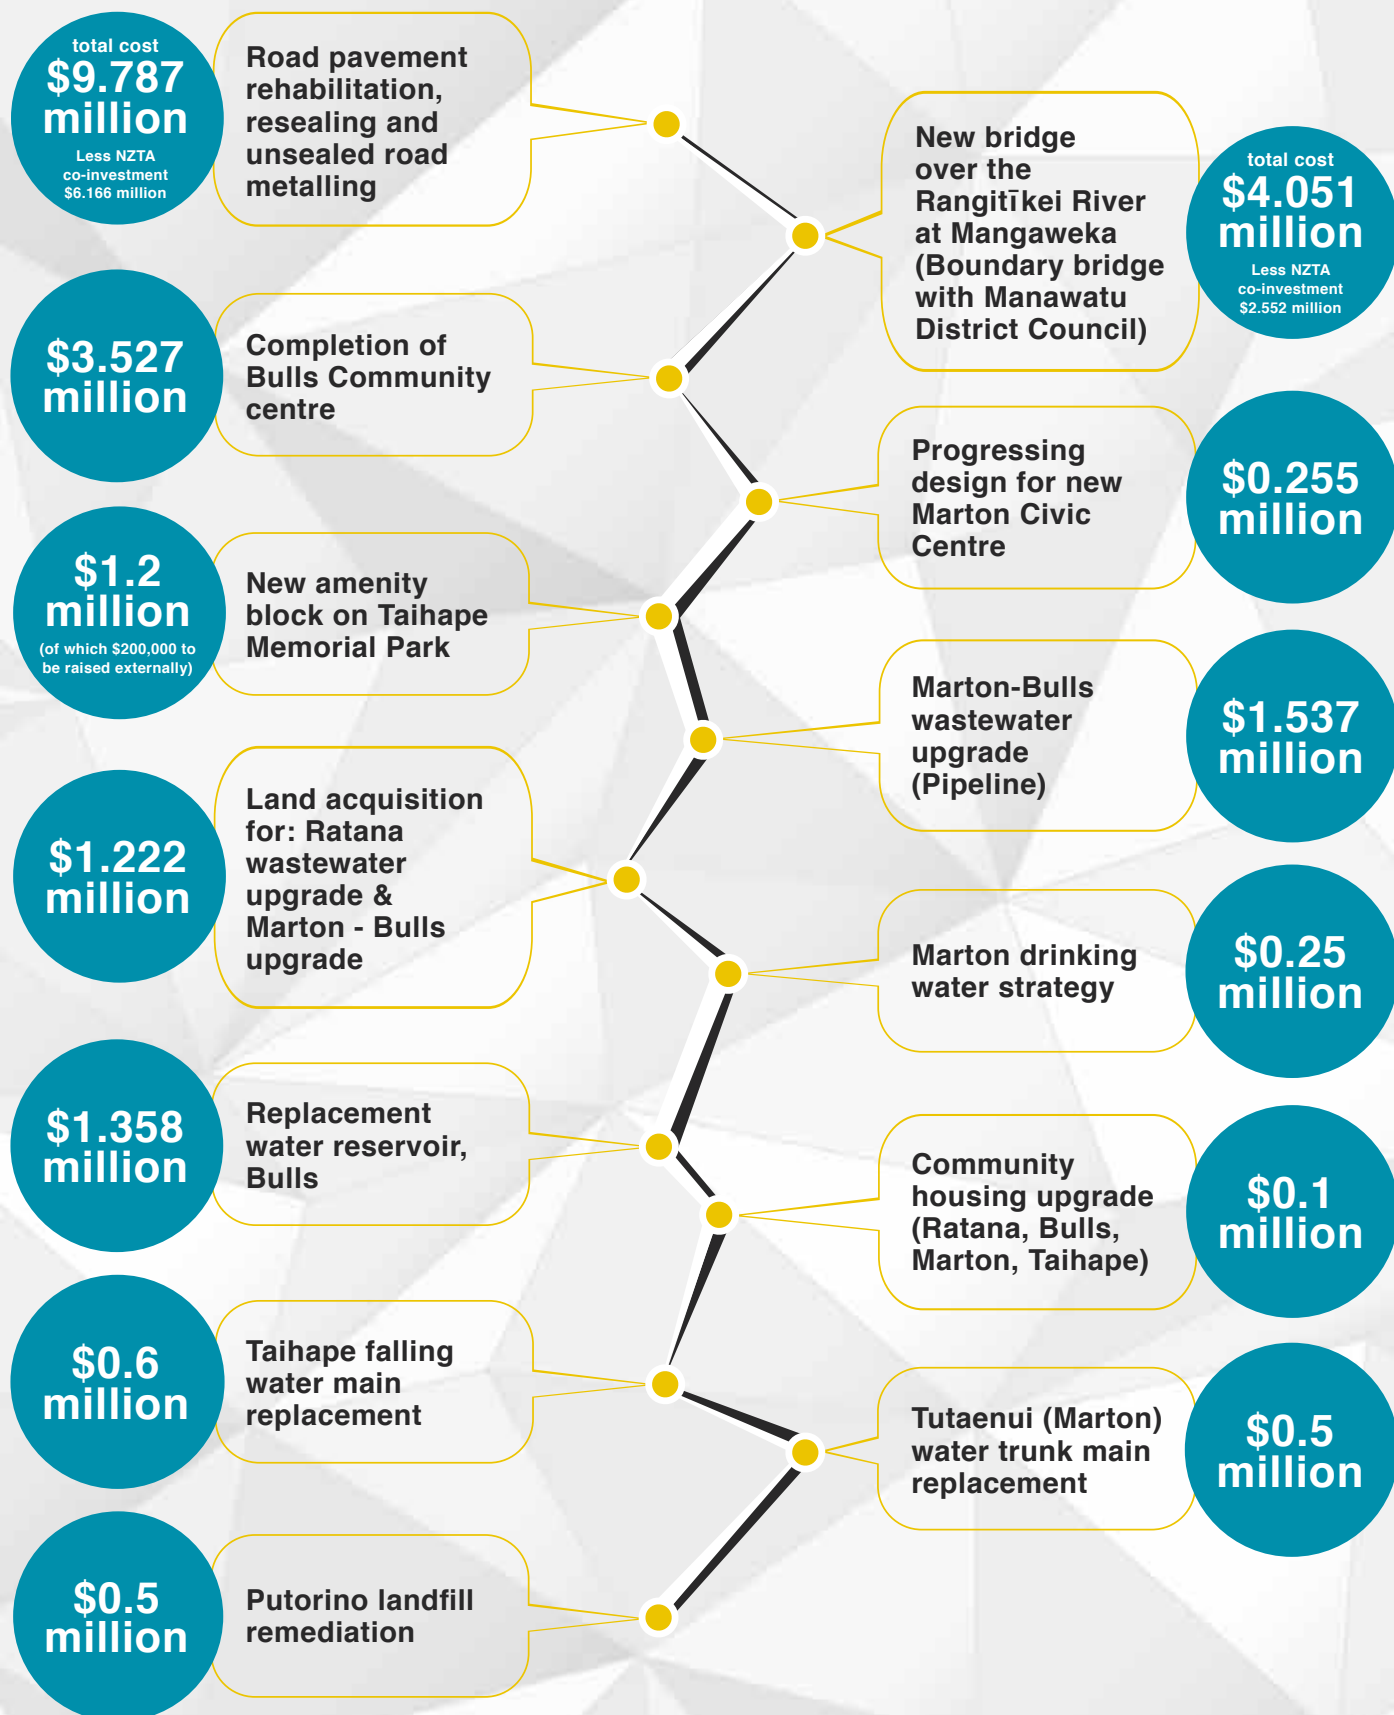 total cost
$9.787
million
Less NZTA
co-investment
$6.166 million
Road pavement
rehabilitation,
resealing and
unsealed road
metalling
New bridge
over the
Rangitīkei River
at Mangaweka
(Boundary bridge
with Manawatu
District Council)
total cost
$4.051
million
Less NZTA
co-investment
$2.552 million
$3.527
million
Completion of
Bulls Community
centre
Progressing
design for new
Marton Civic
Centre
$0.255
million
$1.2
million
(of which $200,000 to
be raised externally)
New amenity
block on Taihape
Memorial Park
Marton-Bulls
wastewater
upgrade
(Pipeline)
$1.537
million
$1.222
million
Land acquisition
for: Ratana
wastewater
upgrade &
Marton - Bulls
upgrade
Marton drinking
water strategy
$0.25
million
$1.358
million
Replacement
water reservoir,
Bulls
Community
housing upgrade
(Ratana, Bulls,
Marton, Taihape)
$0.1
million
$0.6
million
Taihape falling
water main
replacement
Tutaenui (Marton)
water trunk main
replacement
$0.5
million
$0.5
million
Putorino landfill
remediation